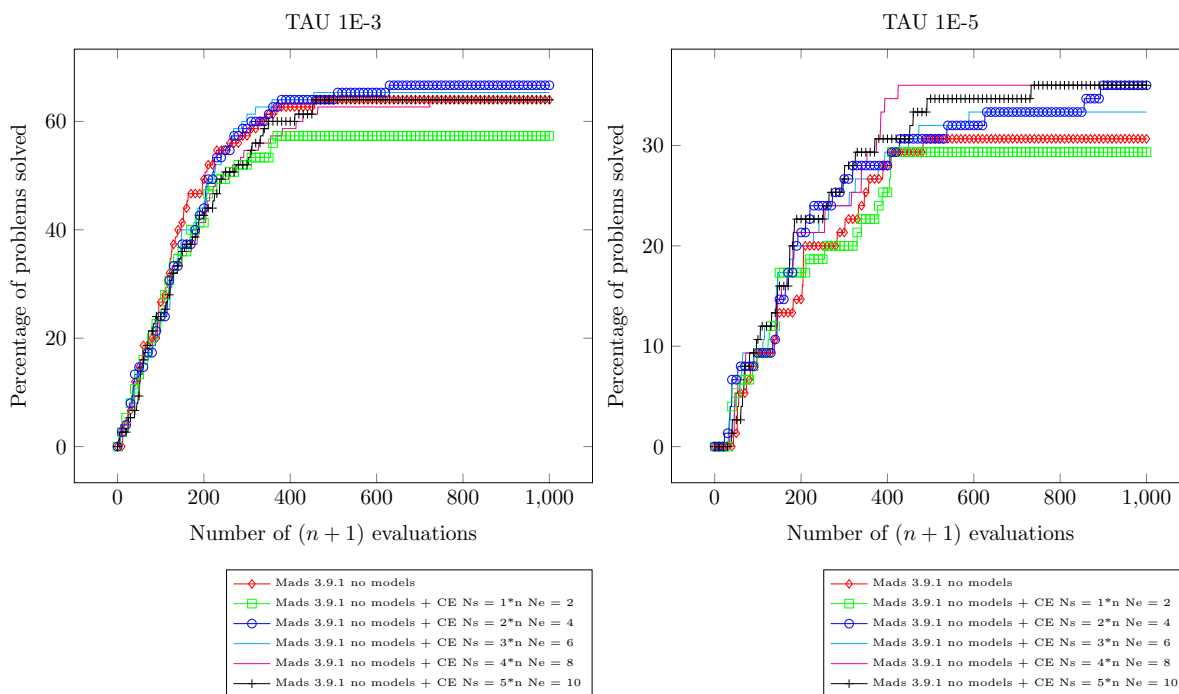 TAU 1E-3
Percentage of problems solved
60
40
20
0
0 200 400 600 800 1,000
Number of (n + 1) evaluations
Mads 3.9.1 no models
Mads 3.9.1 no models + CE Ns = 1*n Ne = 2
Mads 3.9.1 no models + CE Ns = 2*n Ne = 4
Mads 3.9.1 no models + CE Ns = 3*n Ne = 6
Mads 3.9.1 no models + CE Ns = 4*n Ne = 8
Mads 3.9.1 no models + CE Ns = 5*n Ne = 10
TAU 1E-5
Percentage of problems solved
30
20
10
0
0 200 400 600 800 1,000
Number of (n + 1) evaluations
Mads 3.9.1 no models
Mads 3.9.1 no models + CE Ns = 1*n Ne = 2
Mads 3.9.1 no models + CE Ns = 2*n Ne = 4
Mads 3.9.1 no models + CE Ns = 3*n Ne = 6
Mads 3.9.1 no models + CE Ns = 4*n Ne = 8
Mads 3.9.1 no models + CE Ns = 5*n Ne = 10